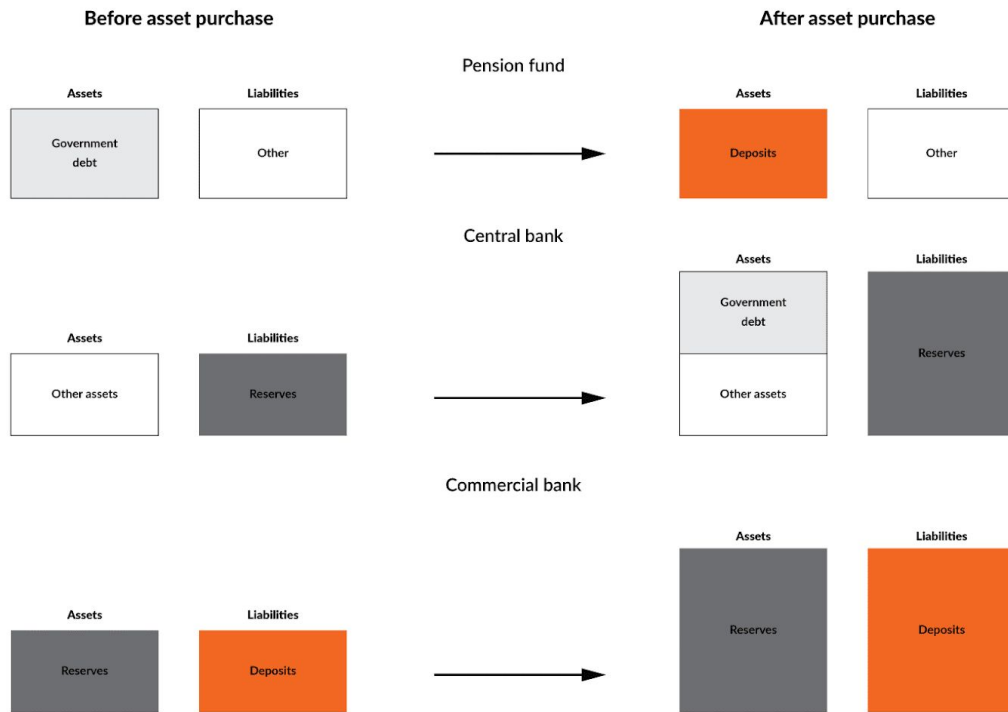 Before asset purchase
After asset purchase
Pension fund
Assets
Liabilities
Government
debt
Other
Assets
Liabilities
Deposits
Other
Central bank
Assets
Liabilities
Other assets
Reserves
Assets
Liabilities
Government
debt
Other assets
Reserves
Commercial bank
Assets
Liabilities
Reserves
Deposits
Assets
Liabilities
Reserves
Deposits